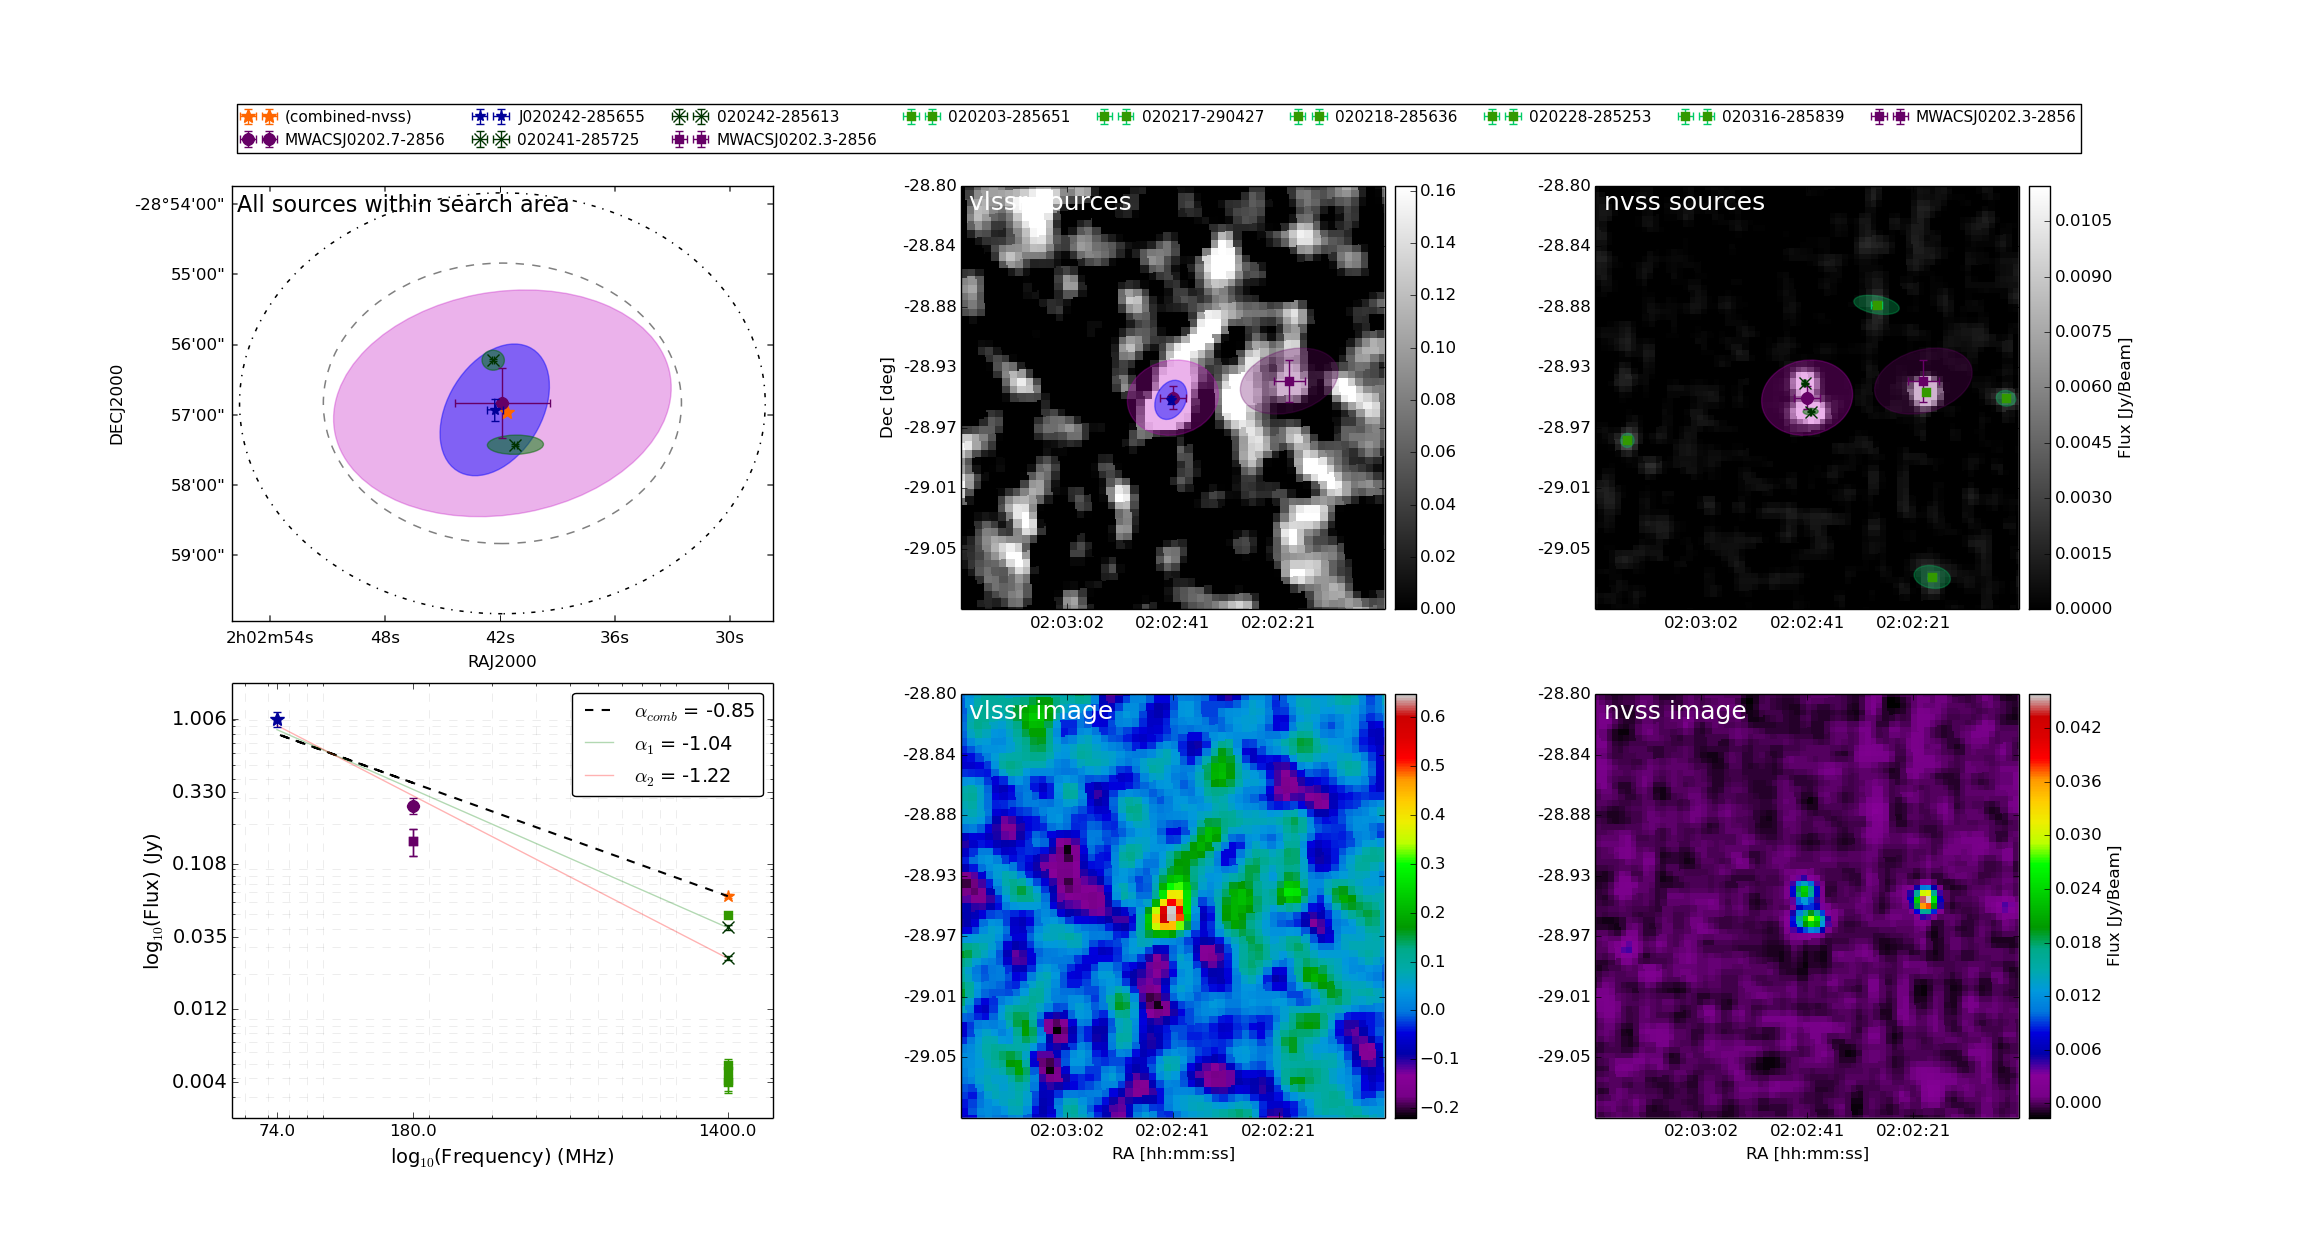 (combined-nvss) J020242-285655 020242-285613 020203-285651 020217-290427 020218-285636 020228-285253 020316-285839 MWACSJ0202.3-2856
MWACSJ0202.7-2856 020241-285725 MWACSJ0202.3-2856
All sources within search area
-28°54'00"
55'00"
56'00"
57'00"
58'00"
59'00"
DECJ2000
2h02m54s 48s 42s 36s 30s
RAJ2000
vlssr sources
-28.80
-28.84
-28.88
-28.93
-28.97
-29.01
-29.05
Dec [deg]
02:03:02 02:02:41 02:02:21
0.16
0.14
0.12
0.10
0.08
0.06
0.04
0.02
0.00
nvss sources
-28.80
-28.84
-28.88
-28.93
-28.97
-29.01
-29.05
02:03:02 02:02:41 02:02:21
0.0105
0.0090
0.0075
0.0060
0.0045
0.0030
0.0015
0.0000
Flux [Jy/Beam]
α_comb = -0.85
α_1 = -1.04
α_2 = -1.22
1.006
0.330
0.108
0.035
0.012
0.004
log10(Flux) (Jy)
74.0 180.0 1400.0
log10(Frequency) (MHz)
vlssr image
-28.80
-28.84
-28.88
-28.93
-28.97
-29.01
-29.05
02:03:02 02:02:41 02:02:21
RA [hh:mm:ss]
0.6
0.5
0.4
0.3
0.2
0.1
0.0
−0.1
−0.2
nvss image
-28.80
-28.84
-28.88
-28.93
-28.97
-29.01
-29.05
02:03:02 02:02:41 02:02:21
RA [hh:mm:ss]
0.042
0.036
0.030
0.024
0.018
0.012
0.006
0.000
Flux [Jy/Beam]